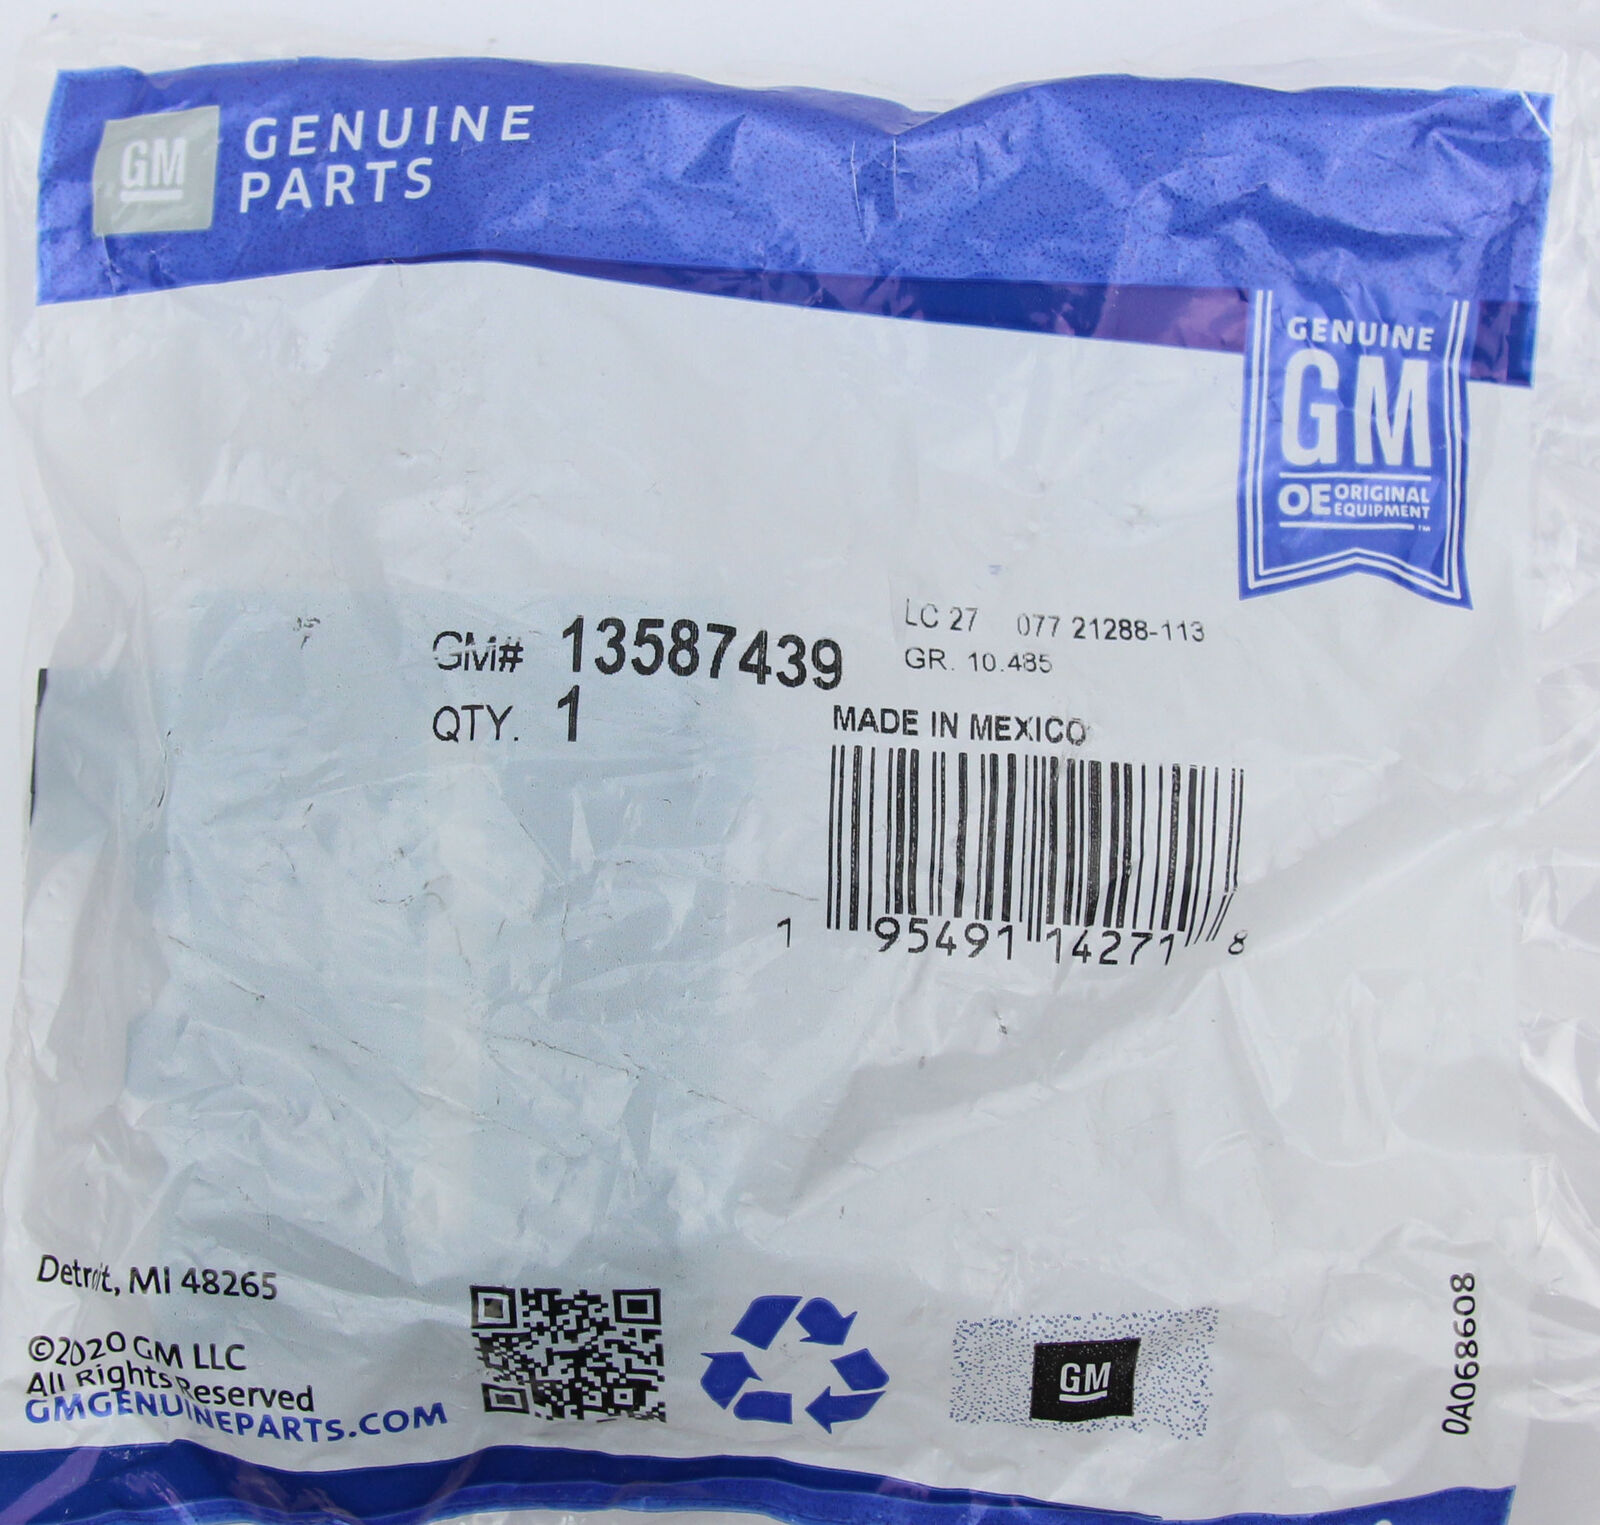 GM GENUINE
PARTS
GENUINE
GM
OE ORIGINAL
EQUIPMENT
TM
LC 27 077 21288-113
GR. 10.485
GM# 13587439
QTY. 1
MADE IN MEXICO
1 95491 14271 8
Detroit, MI 48265
©2020 GM LLC
All Rights Reserved
GMGENUINEPARTS.COM
GM
0A068608